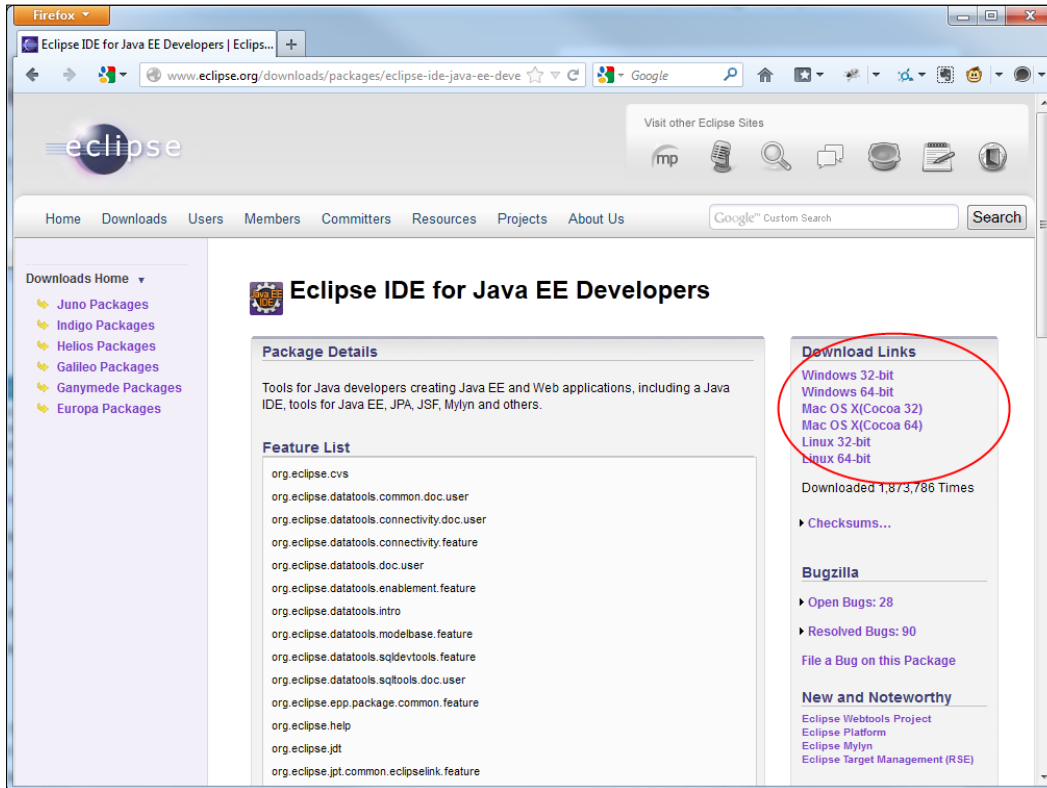 Firefox
Eclipse IDE for Java EE Developers | Eclips...
www.eclipse.org/downloads/packages/eclipse-ide-java-ee-deve
Google
eclipse
Visit other Eclipse Sites
mp
Home Downloads Users Members Committers Resources Projects About Us
Google™ Custom Search
Search
Downloads Home
Juno Packages
Indigo Packages
Helios Packages
Galileo Packages
Ganymede Packages
Europa Packages
Java EE IDE
Eclipse IDE for Java EE Developers
Package Details
Tools for Java developers creating Java EE and Web applications, including a Java
IDE, tools for Java EE, JPA, JSF, Mylyn and others.
Feature List
org.eclipse.cvs
org.eclipse.datatools.common.doc.user
org.eclipse.datatools.connectivity.doc.user
org.eclipse.datatools.connectivity.feature
org.eclipse.datatools.doc.user
org.eclipse.datatools.enablement.feature
org.eclipse.datatools.intro
org.eclipse.datatools.modelbase.feature
org.eclipse.datatools.sqldevtools.feature
org.eclipse.datatools.sqltools.doc.user
org.eclipse.epp.package.common.feature
org.eclipse.help
org.eclipse.jdt
org.eclipse.jpt.common.eclipselink.feature
Download Links
Windows 32-bit
Windows 64-bit
Mac OS X(Cocoa 32)
Mac OS X(Cocoa 64)
Linux 32-bit
Linux 64-bit
Downloaded 1,873,786 Times
Checksums...
Bugzilla
Open Bugs: 28
Resolved Bugs: 90
File a Bug on this Package
New and Noteworthy
Eclipse Webtools Project
Eclipse Platform
Eclipse Mylyn
Eclipse Target Management (RSE)